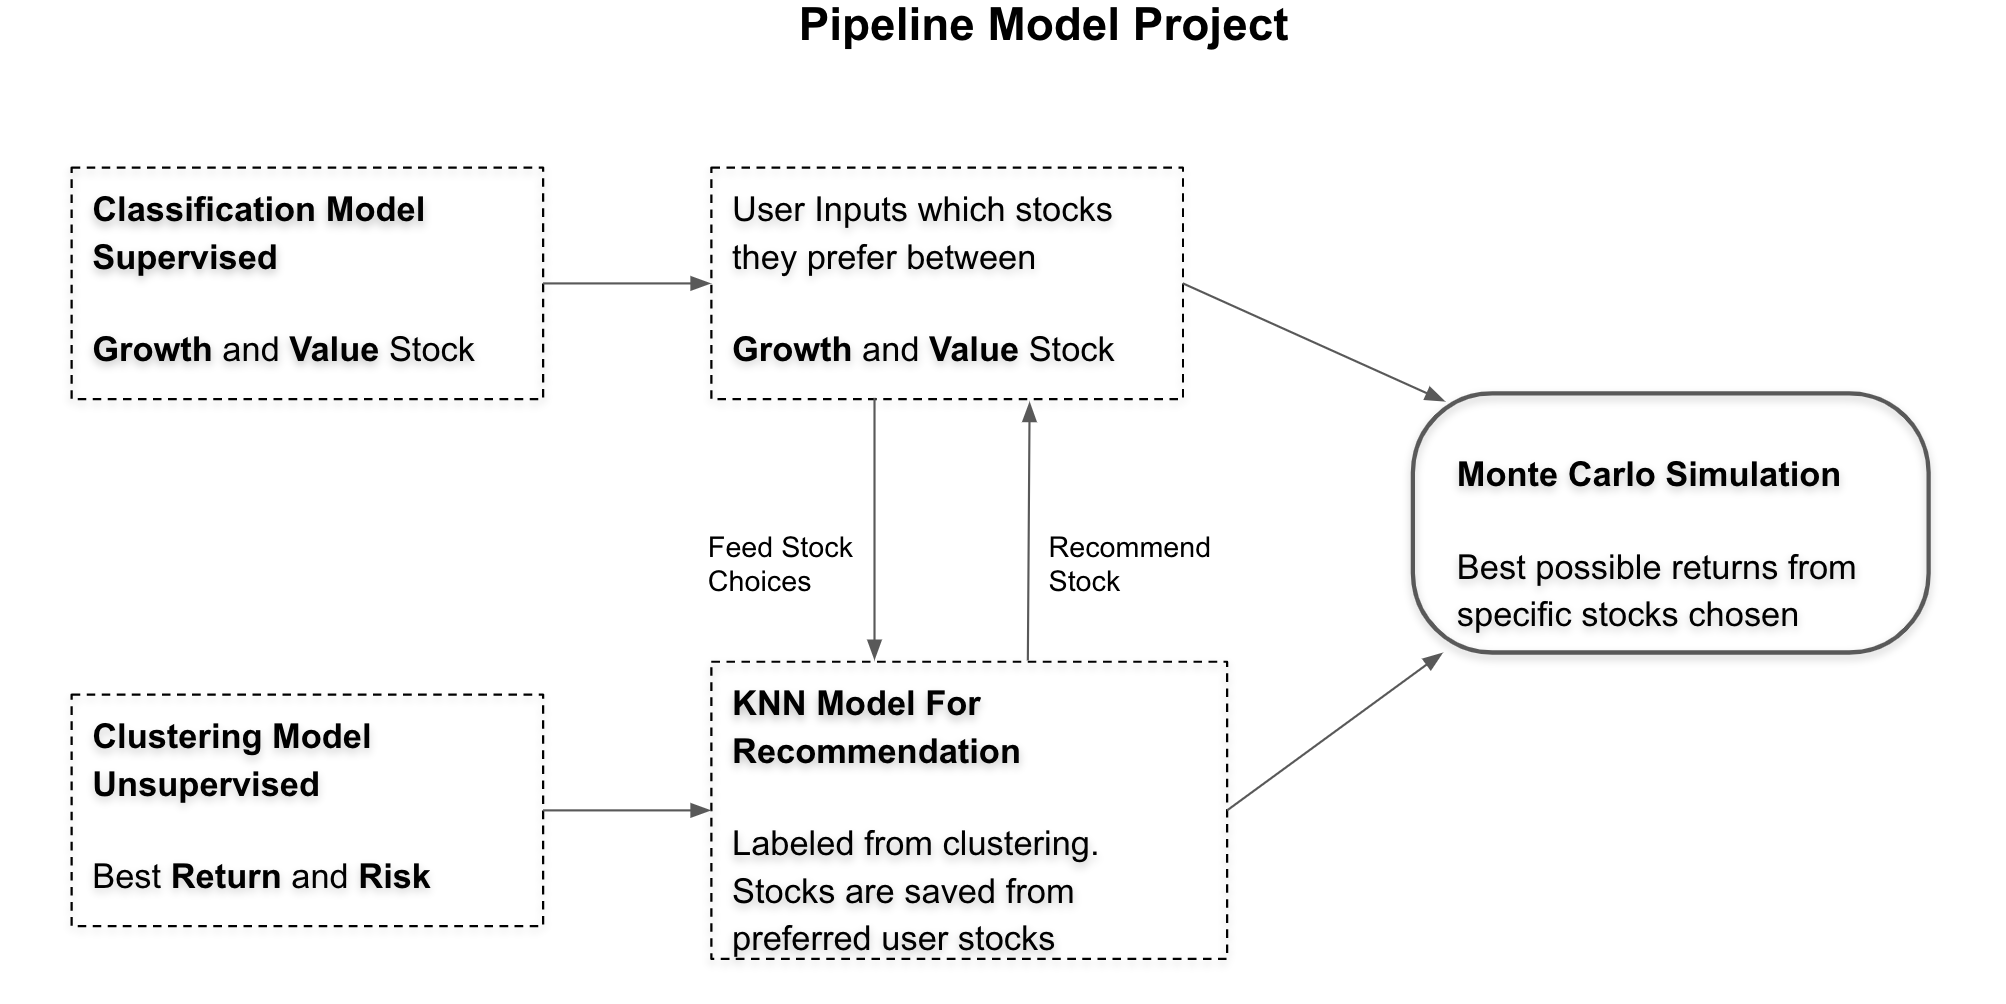 Pipeline Model Project
Classification Model
Supervised
Growth and Value Stock
User Inputs which stocks
they prefer between
Growth and Value Stock
Feed Stock
Choices
Recommend
Stock
Monte Carlo Simulation
Best possible returns from
specific stocks chosen
Clustering Model
Unsupervised
Best Return and Risk
KNN Model For
Recommendation
Labeled from clustering.
Stocks are saved from
preferred user stocks